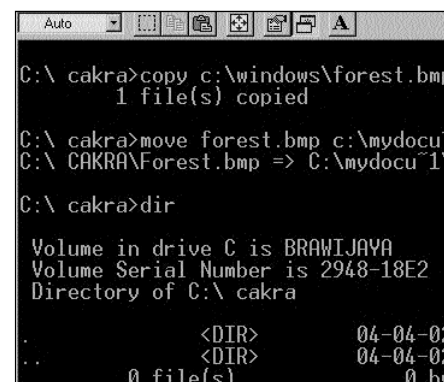 Auto
A
C:\ cakra>copy c:\windows\forest.bmp
1 file(s) copied
C:\ cakra>move forest.bmp c:\mydocu
C:\ CAKRA\Forest.bmp => C:\mydocu~1\
C:\ cakra>dir
Volume in drive C is BRAWIJAYA
Volume Serial Number is 2948-18E2
Directory of C:\ cakra
. <DIR> 04-04-02
.. <DIR> 04-04-02
0 file(s) 0